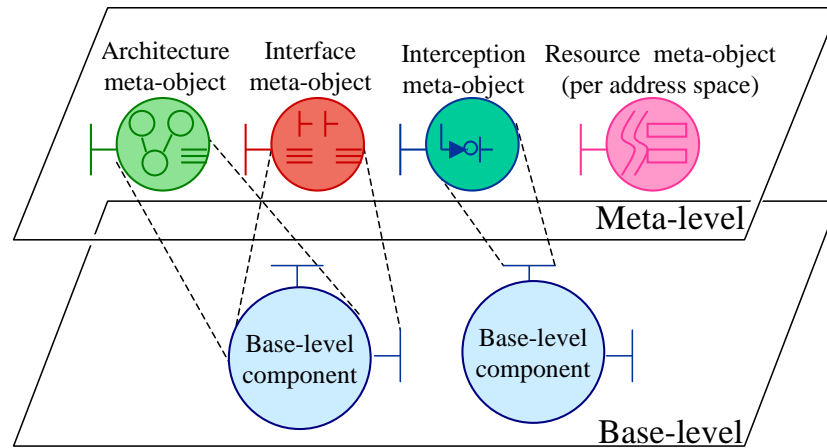 Architecture
meta-object
Interface
meta-object
Interception
meta-object
Resource meta-object
(per address space)
Meta-level
Base-level
component
Base-level
component
Base-level